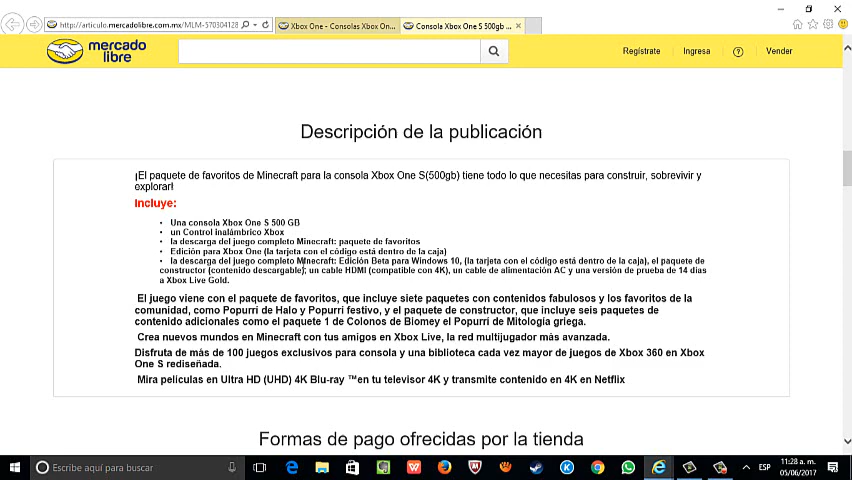 http://articulo.mercadolibre.com.mx/MLM-570304128
Xbox One - Consolas Xbox On...
Consola Xbox One S 500gb ...
mercado
libre
Regístrate
Ingresa
Vender
Descripción de la publicación
¡El paquete de favoritos de Minecraft para la consola Xbox One S(500gb) tiene todo lo que necesitas para construir, sobrevivir y
explorar!
Incluye:
• Una consola Xbox One S 500 GB
• un Control inalámbrico Xbox
• la descarga del juego completo Minecraft: paquete de favoritos
• Edición para Xbox One (la tarjeta con el código está dentro de la caja)
• la descarga del juego completo Minecraft: Edición Beta para Windows 10, (la tarjeta con el código está dentro de la caja), el paquete de
constructor (contenido descargable); un cable HDMI (compatible con 4K), un cable de alimentación AC y una versión de prueba de 14 días
a Xbox Live Gold.
El juego viene con el paquete de favoritos, que incluye siete paquetes con contenidos fabulosos y los favoritos de la
comunidad, como Popurrí de Halo y Popurrí festivo, y el paquete de constructor, que incluye seis paquetes de
contenido adicionales como el paquete 1 de Colonos de Biomey el Popurrí de Mitología griega.
Crea nuevos mundos en Minecraft con tus amigos en Xbox Live, la red multijugador más avanzada.
Disfruta de más de 100 juegos exclusivos para consola y una biblioteca cada vez mayor de juegos de Xbox 360 en Xbox
One S rediseñada.
Mira películas en Ultra HD (UHD) 4K Blu-ray ™en tu televisor 4K y transmite contenido en 4K en Netflix
Formas de pago ofrecidas por la tienda
Escribe aquí para buscar
ESP
11:28 a. m.
05/06/2017